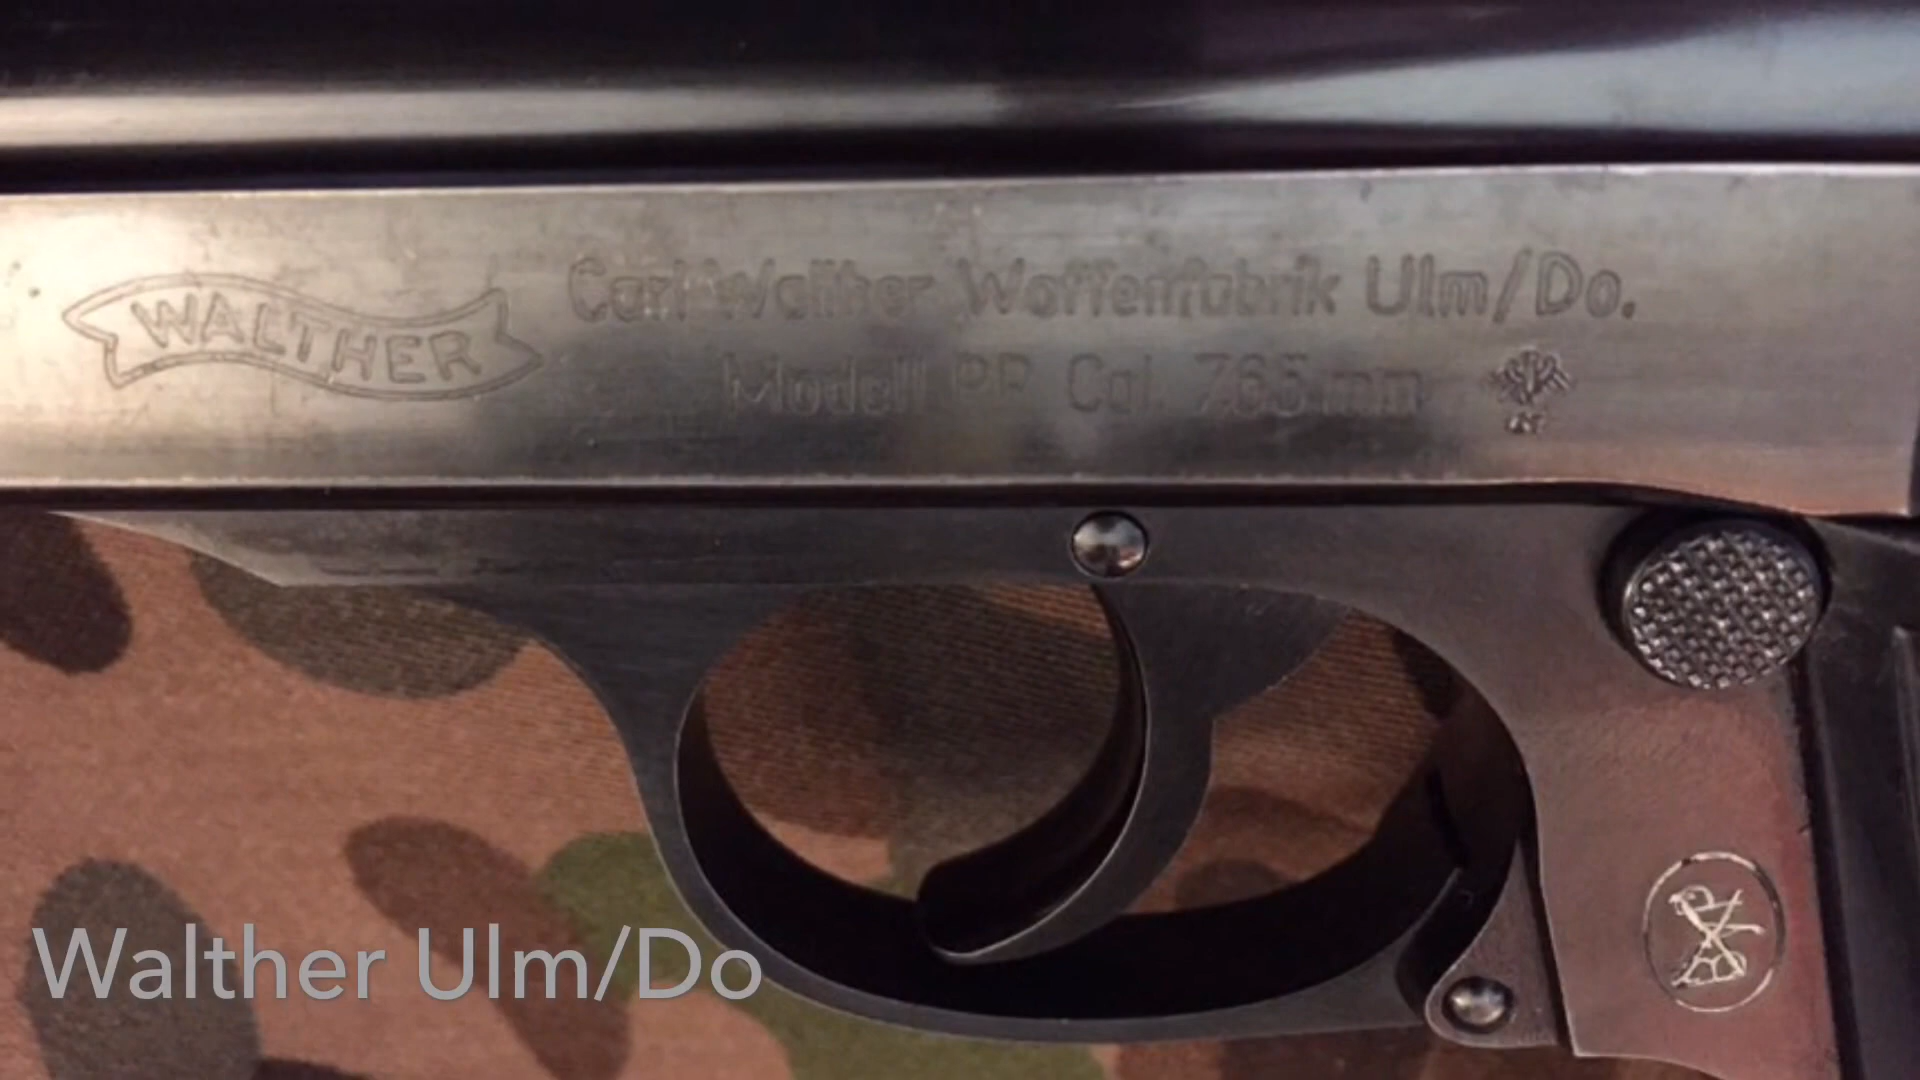 WALTHER
Carl Walther Waffenfabrik Ulm/Do.
Modell PP Cal. 7.65 mm
Walther Ulm/Do